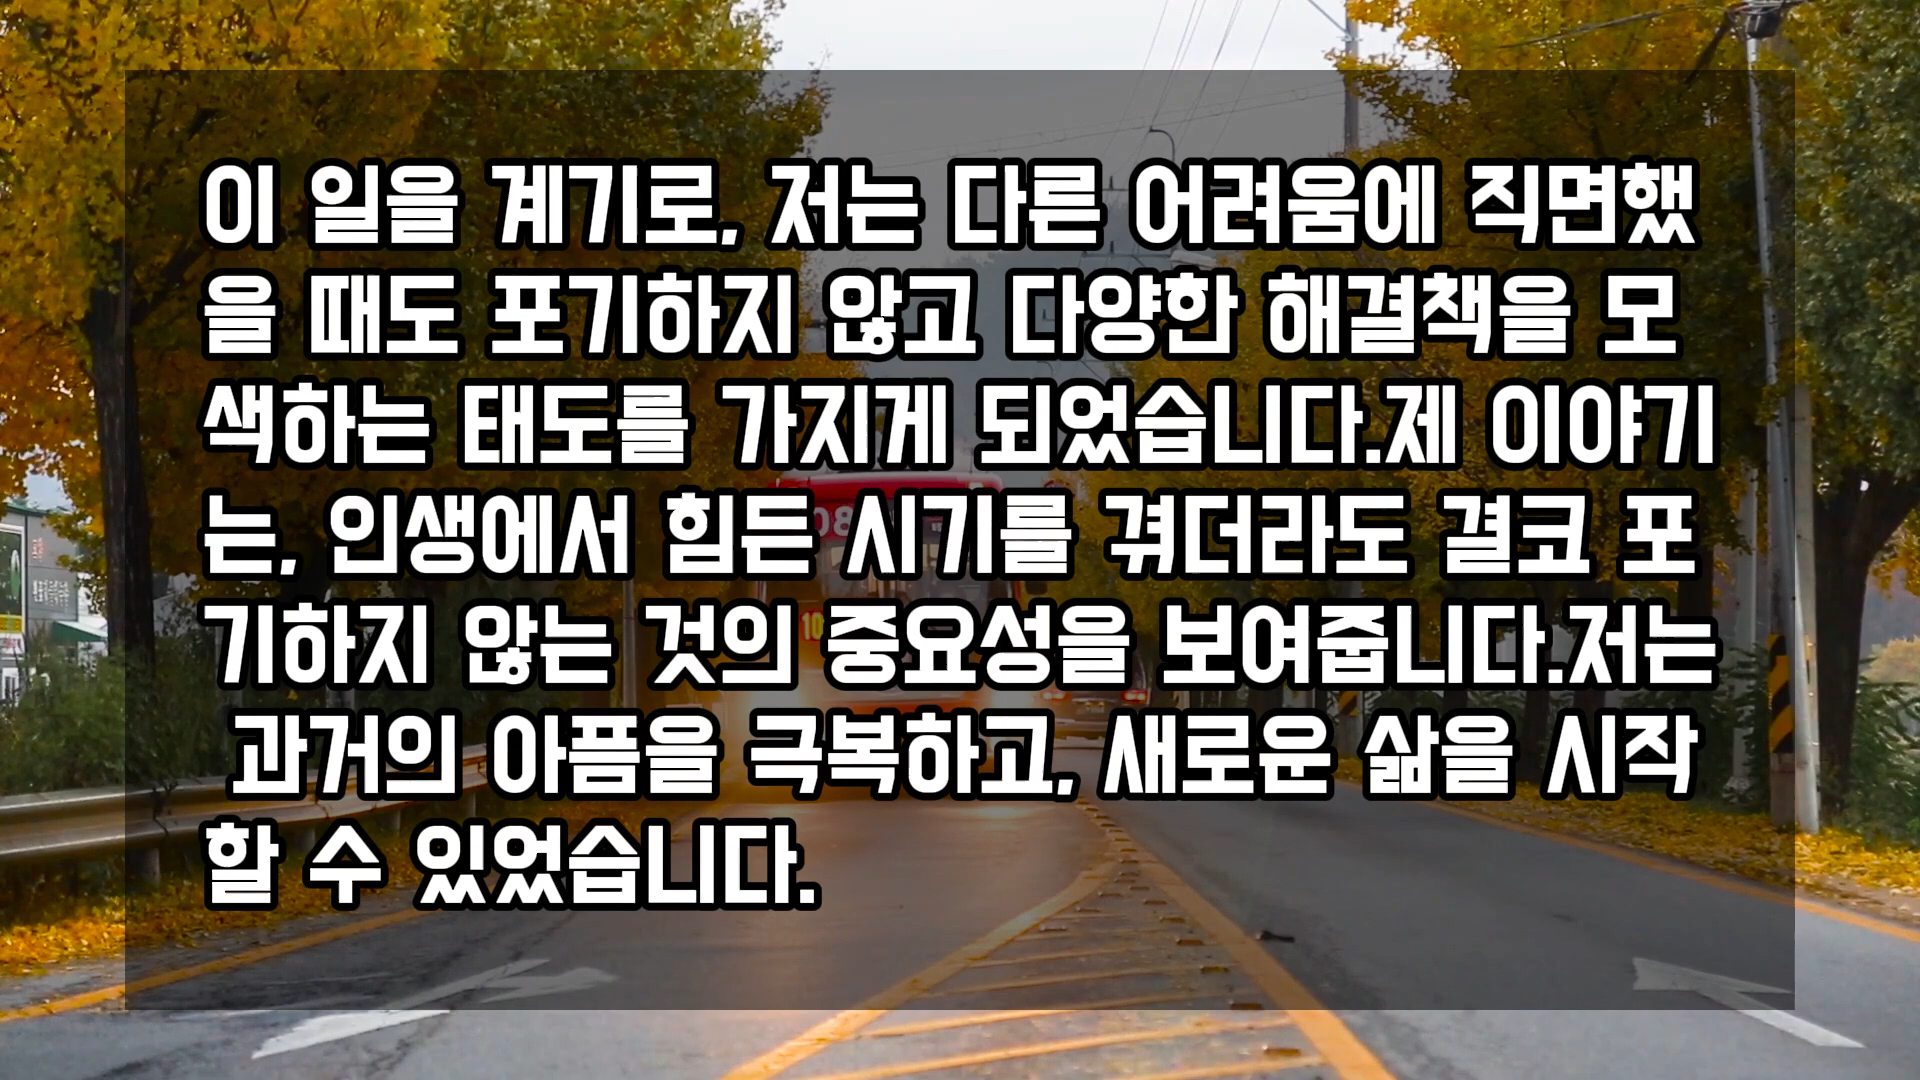 이 일을 계기로, 저는 다른 어려움에 직면했
을 때도 포기하지 않고 다양한 해결책을 모
색하는 태도를 가지게 되었습니다.제 이야기
는, 인생에서 힘든 시기를 겪더라도 결코 포
기하지 않는 것의 중요성을 보여줍니다.저는
과거의 아픔을 극복하고, 새로운 삶을 시작
할 수 있었습니다.